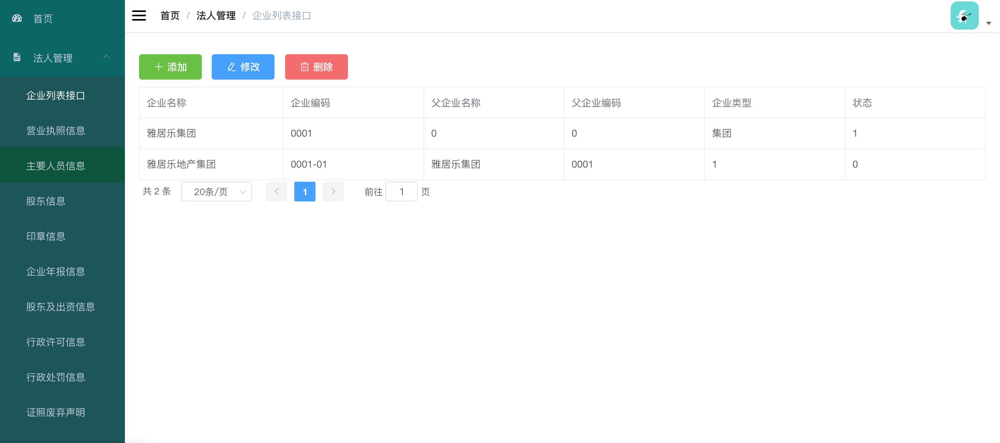 首页
法人管理
企业列表接口
营业执照信息
主要人员信息
股东信息
印章信息
企业年报信息
股东及出资信息
行政许可信息
行政处罚信息
证照废弃声明
首页 / 法人管理 / 企业列表接口
添加 修改 删除
企业名称 企业编码 父企业名称 父企业编码 企业类型 状态
雅居乐集团 0001 0 0 集团 1
雅居乐地产集团 0001-01 雅居乐集团 0001 1 0
共 2 条 20条/页 1 前往 1 页